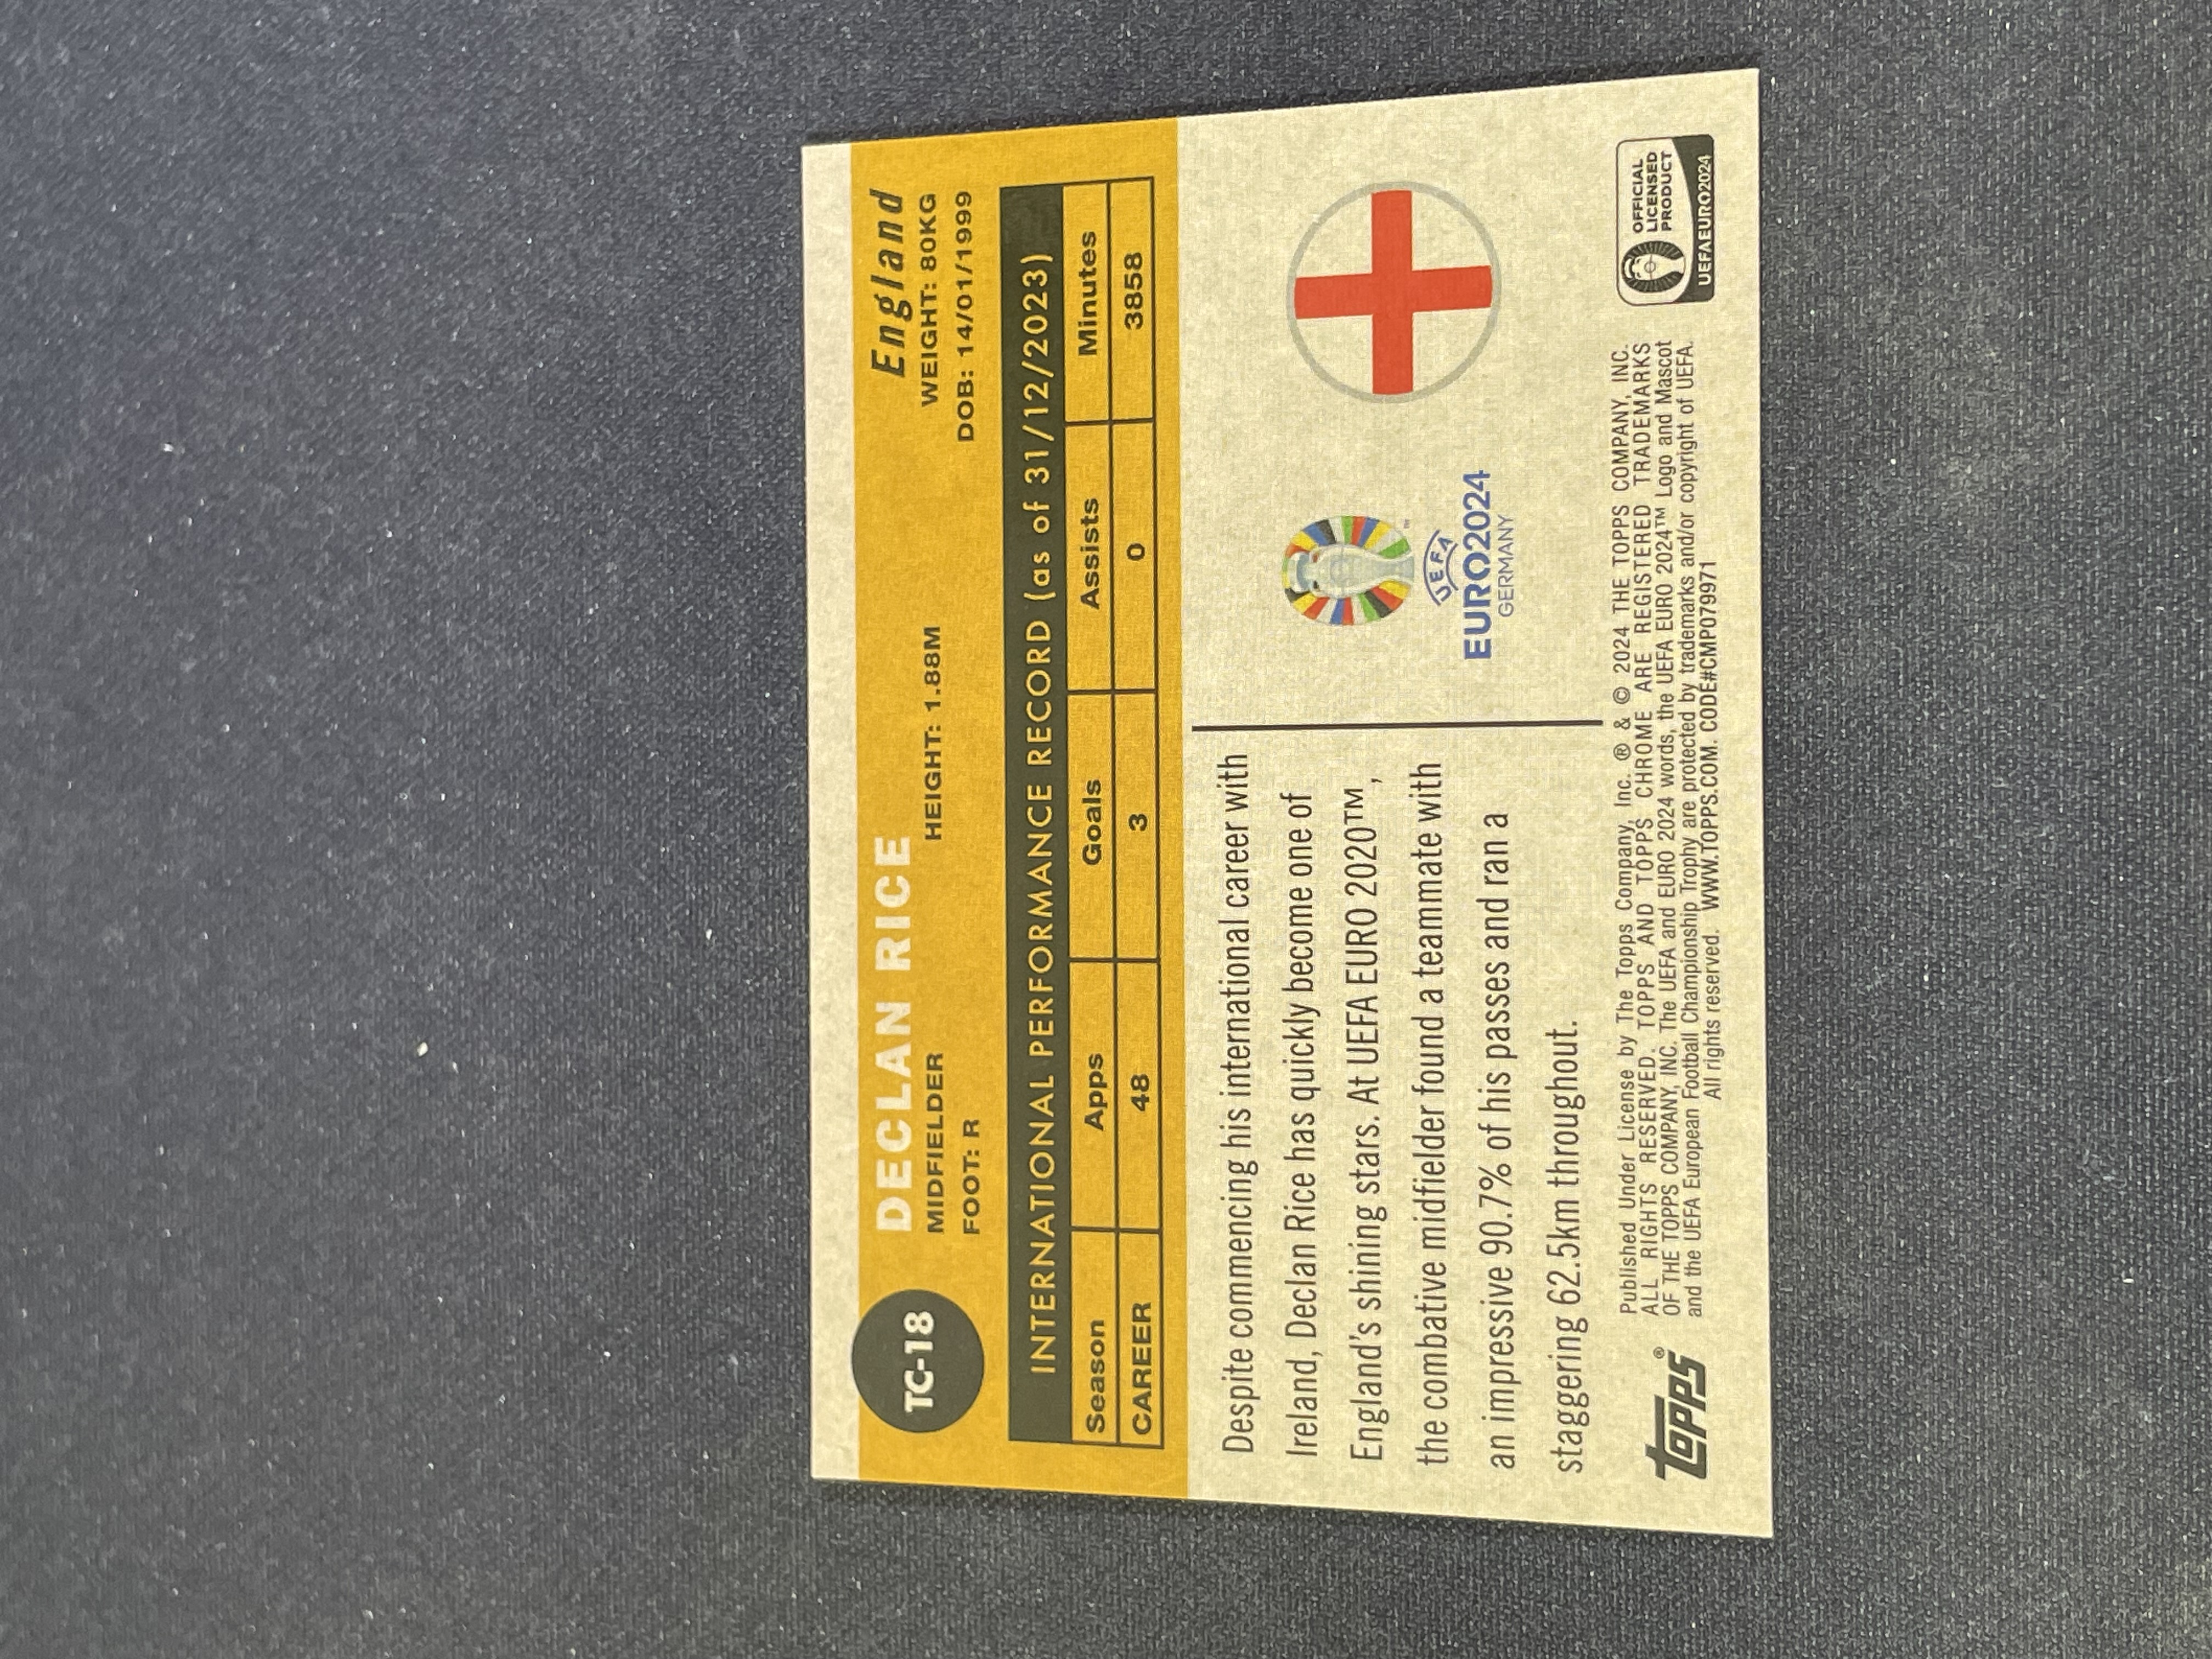 TC-18
DECLAN RICE
England
MIDFIELDER
HEIGHT: 1.88M
WEIGHT: 80KG
FOOT: R
DOB: 14/01/1999
INTERNATIONAL PERFORMANCE RECORD (as of 31/12/2023)
Season Apps Goals Assists Minutes
CAREER 48 3 0 3858
Despite commencing his international career with
Ireland, Declan Rice has quickly become one of
England's shining stars. At UEFA EURO 2020™,
the combative midfielder found a teammate with
an impressive 90.7% of his passes and ran a
staggering 62.5km throughout.
™
UEFA
EURO2024
GERMANY
topps®
Published Under License by The Topps Company, Inc. ® & © 2024 THE TOPPS COMPANY, INC.
ALL RIGHTS RESERVED. TOPPS AND TOPPS CHROME ARE REGISTERED TRADEMARKS
OF THE TOPPS COMPANY, INC. The UEFA and EURO 2024 words, the UEFA EURO 2024™ Logo and Mascot
and the UEFA European Football Championship Trophy are protected by trademarks and/or copyright of UEFA.
All rights reserved. WWW.TOPPS.COM. CODE#CMP079971
OFFICIAL
LICENSED
PRODUCT
UEFAEURO2024